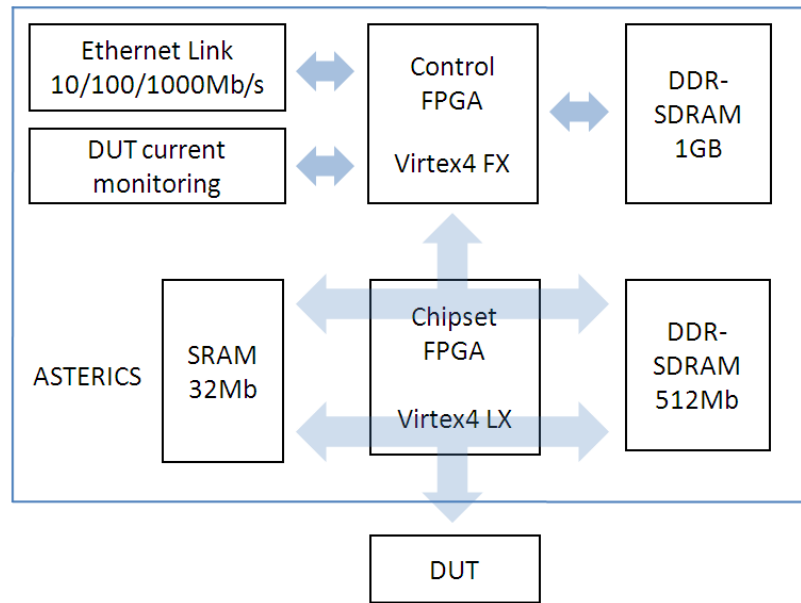 Ethernet Link
10/100/1000Mb/s
Control
FPGA
Virtex4 FX
DDR-
SDRAM
1GB
DUT current
monitoring
ASTERICS
SRAM
32Mb
Chipset
FPGA
Virtex4 LX
DDR-
SDRAM
512Mb
DUT